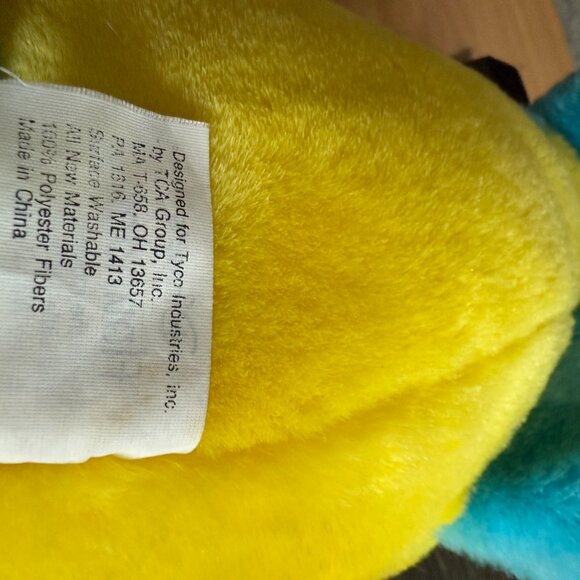 Designed for Tyco Industries, Inc.
by TCA Group, Inc.
MA T-658, OH 13657
PA 1616, ME 1413
Surface Washable
All New Materials
100% Polyester Fibers
Made in China